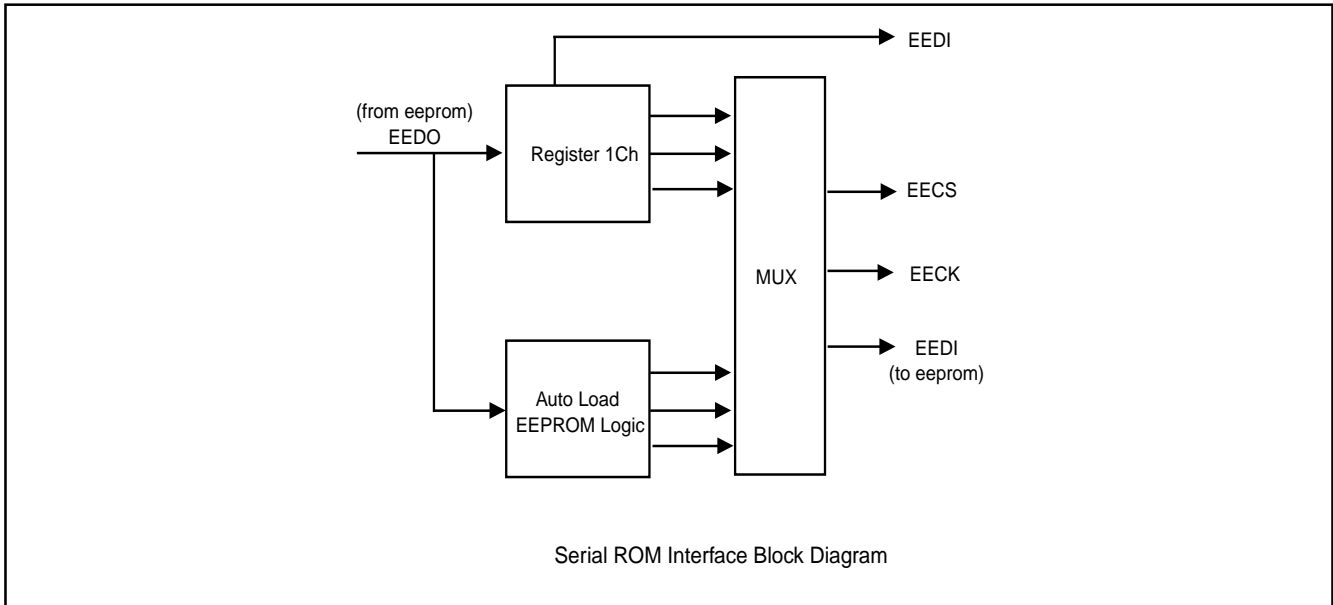 EEDI
(from eeprom)
EEDO
Register 1Ch
EECS
MUX
EECK
EEDI
(to eeprom)
Auto Load
EEPROM Logic
Serial ROM Interface Block Diagram